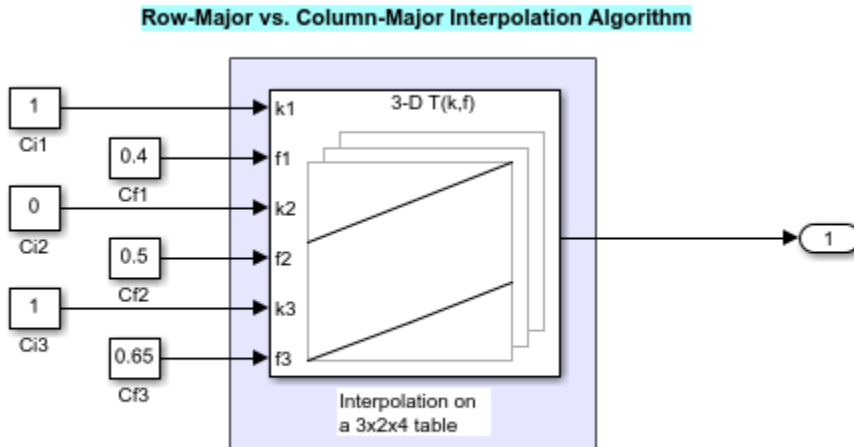 Row-Major vs. Column-Major Interpolation Algorithm
3-D T(k,f)
1
k1
Ci1
0.4
f1
Cf1
0
k2
Ci2
1
0.5
f2
Cf2
1
k3
Ci3
0.65
f3
Cf3
Interpolation on
a 3x2x4 table